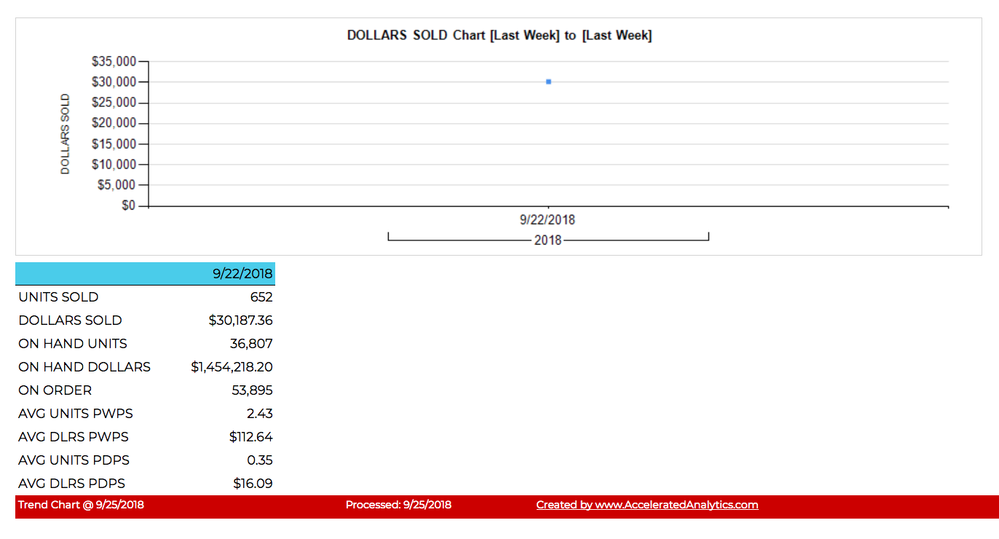 DOLLARS SOLD Chart [Last Week] to [Last Week]
$35,000
$30,000
$25,000
$20,000
$15,000
$10,000
$5,000
$0
DOLLARS SOLD
9/22/2018
2018
9/22/2018
UNITS SOLD 652
DOLLARS SOLD $30,187.36
ON HAND UNITS 36,807
ON HAND DOLLARS $1,454,218.20
ON ORDER 53,895
AVG UNITS PWPS 2.43
AVG DLRS PWPS $112.64
AVG UNITS PDPS 0.35
AVG DLRS PDPS $16.09
Trend Chart @ 9/25/2018 Processed: 9/25/2018 Created by www.AcceleratedAnalytics.com